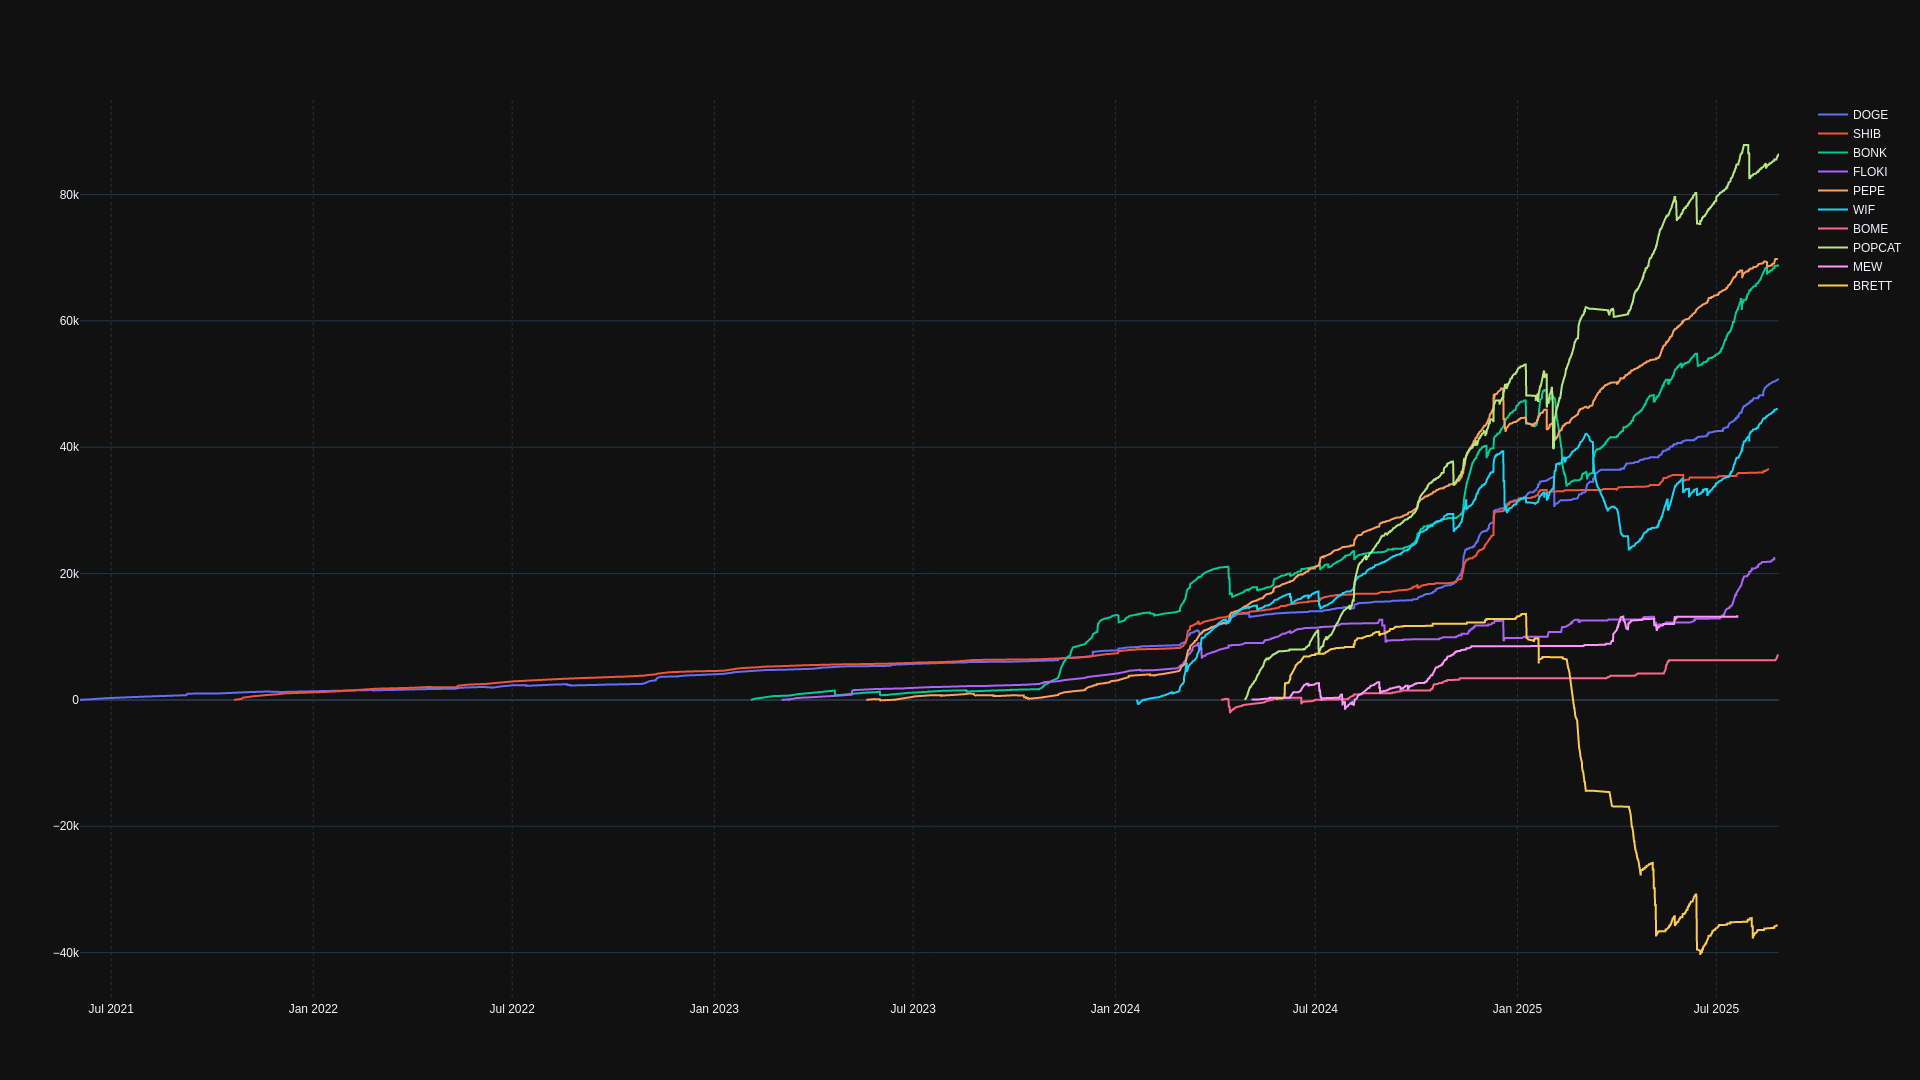 DOGE
SHIB
BONK
FLOKI
PEPE
WIF
BOME
POPCAT
MEW
BRETT
80k
60k
40k
20k
0
−20k
−40k
Jul 2021
Jan 2022
Jul 2022
Jan 2023
Jul 2023
Jan 2024
Jul 2024
Jan 2025
Jul 2025